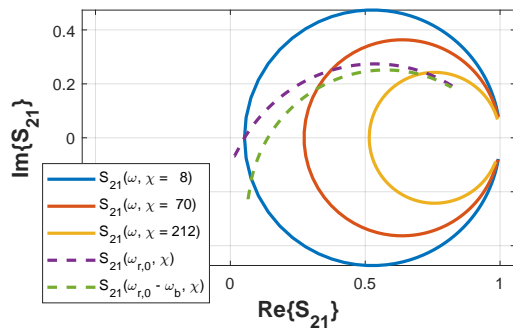 0.4
0.2
0
Im{S21}
S21(ω, χ = 8)
S21(ω, χ = 70)
S21(ω, χ = 212)
S21(ωr,0, χ)
S21(ωr,0 - ωb, χ)
0 0.5 1
Re{S21}